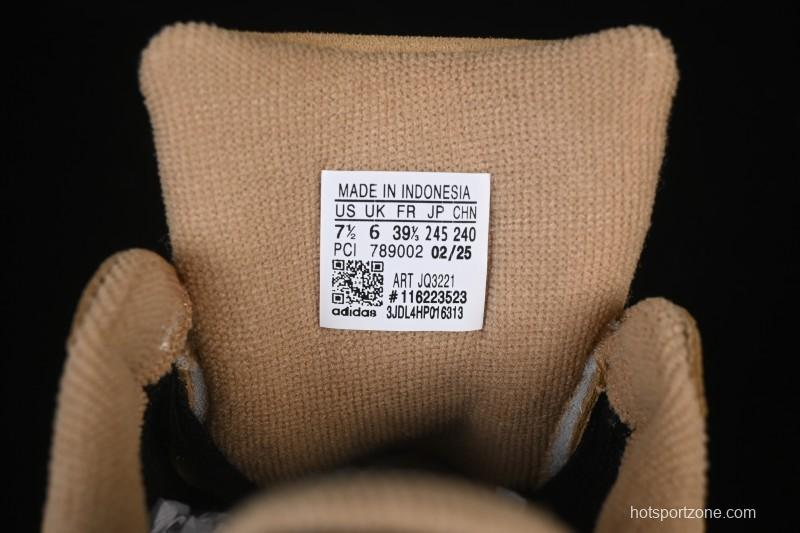 MADE IN INDONESIA
US UK FR JP CHN
7½ 6 39⅓ 245 240
PCI 789002 02/25
ART JQ3221
#116223523
adidas 3JDL4HP016313
hotsportzone.com